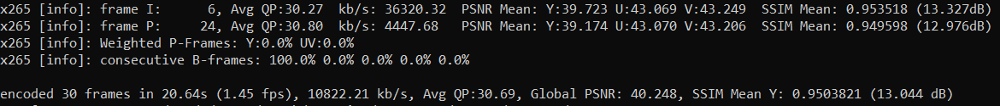 x265 [info]: frame I:      6, Avg QP:30.27  kb/s: 36320.32  PSNR Mean: Y:39.723 U:43.069 V:43.249  SSIM Mean: 0.953518 (13.327dB)
x265 [info]: frame P:     24, Avg QP:30.80  kb/s: 4447.68   PSNR Mean: Y:39.174 U:43.070 V:43.206  SSIM Mean: 0.949598 (12.976dB)
x265 [info]: Weighted P-Frames: Y:0.0% UV:0.0%
x265 [info]: consecutive B-frames: 100.0% 0.0% 0.0% 0.0% 0.0%
encoded 30 frames in 20.64s (1.45 fps), 10822.21 kb/s, Avg QP:30.69, Global PSNR: 40.248, SSIM Mean Y: 0.9503821 (13.044 dB)